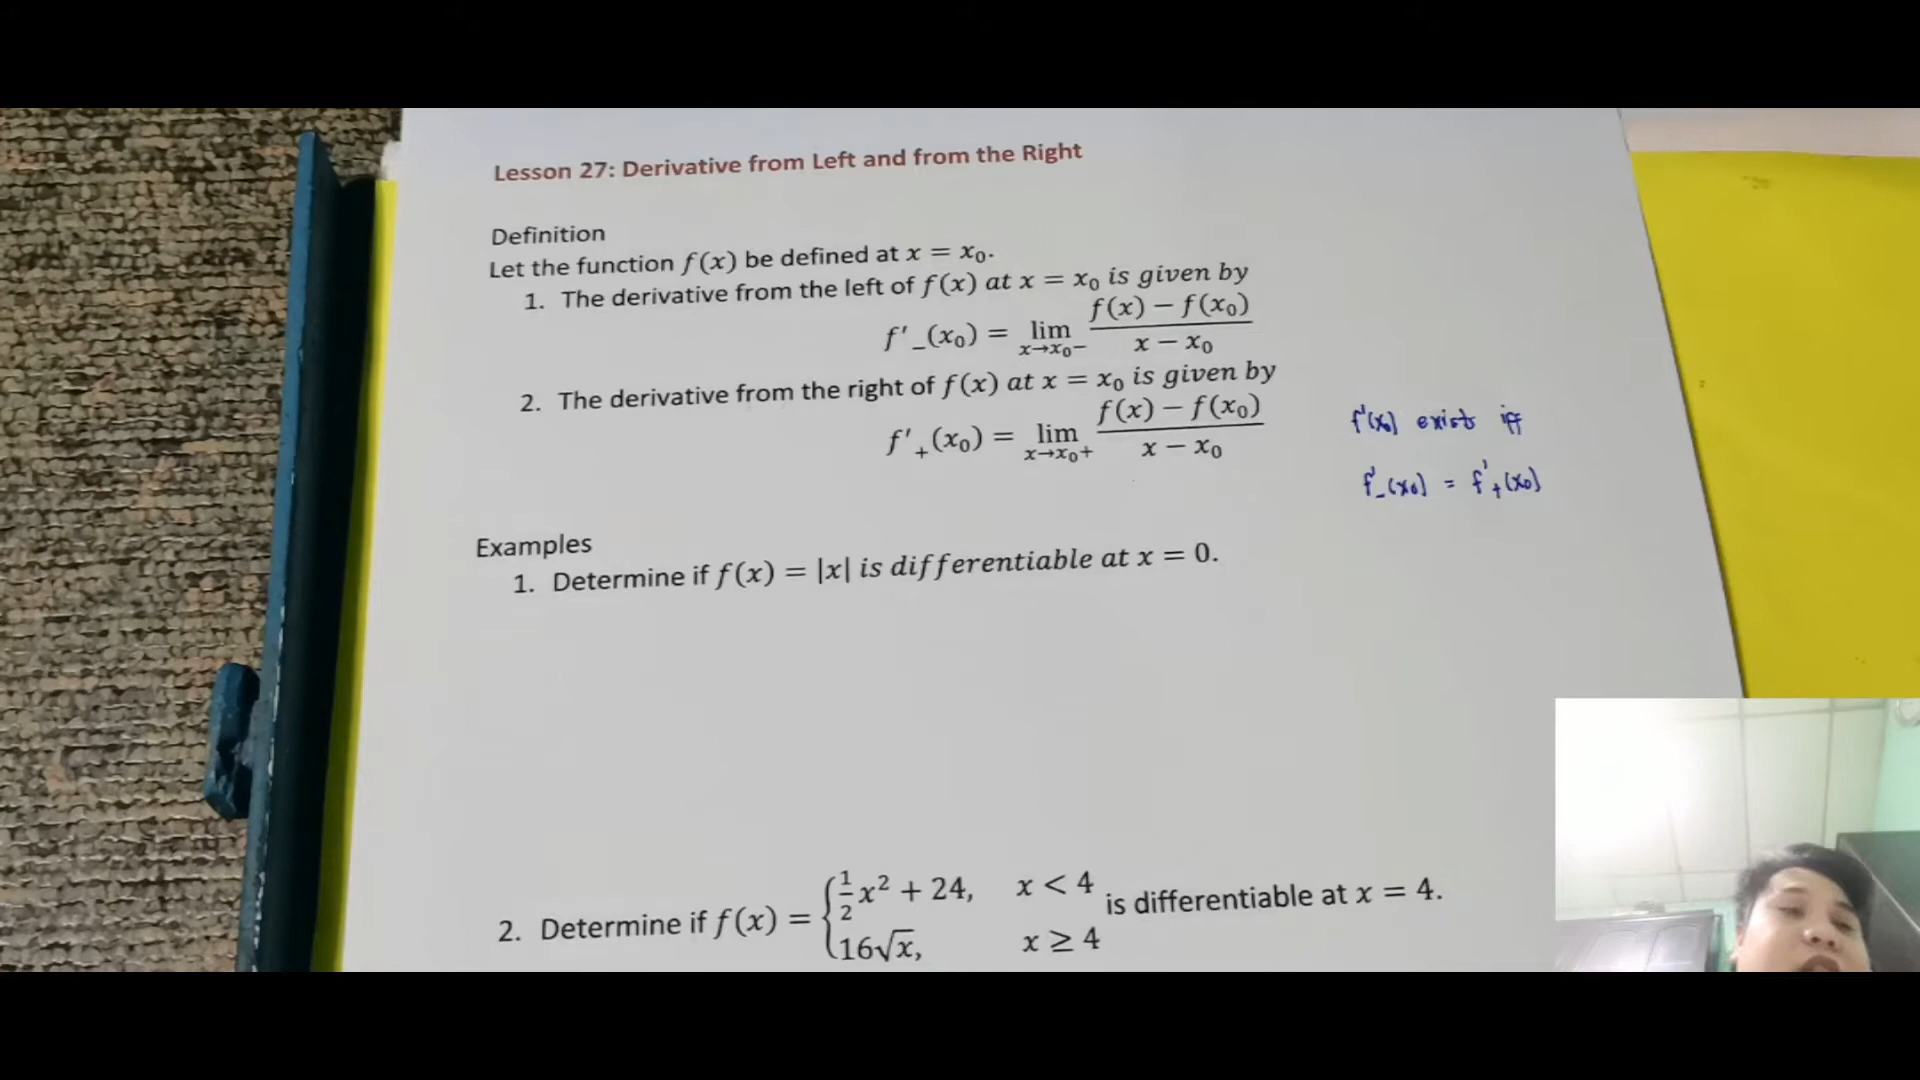 Lesson 27: Derivative from Left and from the Right
Definition
Let the function f(x) be defined at x = x₀.
1. The derivative from the left of f(x) at x = x₀ is given by
f'₋(x₀) = lim x→x₀− (f(x) − f(x₀)) / (x − x₀)
2. The derivative from the right of f(x) at x = x₀ is given by
f'₊(x₀) = lim x→x₀+ (f(x) − f(x₀)) / (x − x₀)
f'(x₀) exists iff
f'₋(x₀) = f'₊(x₀)
Examples
1. Determine if f(x) = |x| is differentiable at x = 0.
2. Determine if f(x) = { 1/2 x² + 24, x < 4
16√x, x ≥ 4 is differentiable at x = 4.